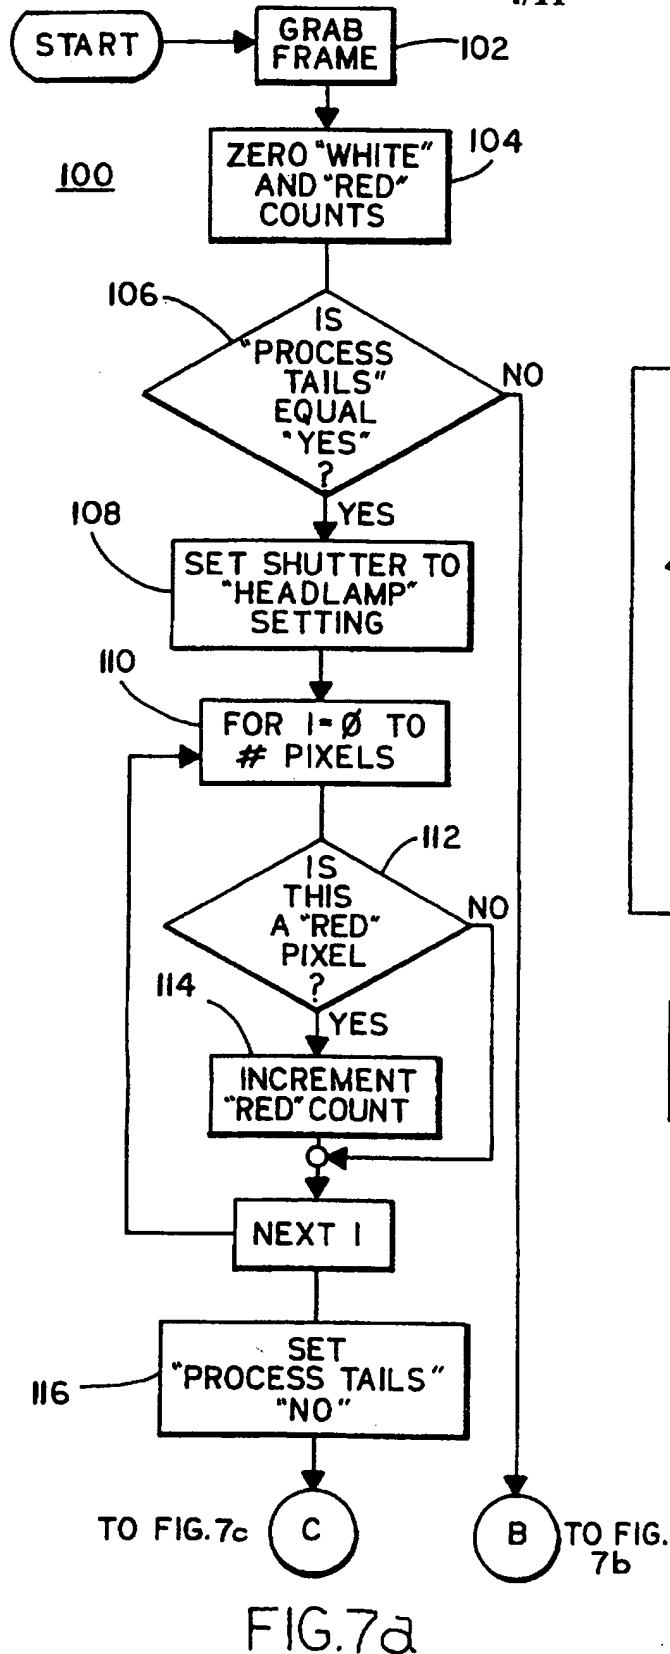 START
GRAB
FRAME
102
ZERO "WHITE"
AND "RED"
COUNTS
104
100
106
IS
"PROCESS
TAILS"
EQUAL
"YES"
?
NO
YES
108
SET SHUTTER TO
"HEADLAMP"
SETTING
110
FOR I=Ø TO
# PIXELS
112
IS
THIS
A "RED"
PIXEL
?
NO
YES
114
INCREMENT
"RED" COUNT
NEXT I
SET
"PROCESS TAILS"
"NO"
116
TO FIG.7c
C
B
TO FIG.
7b
FIG.7a